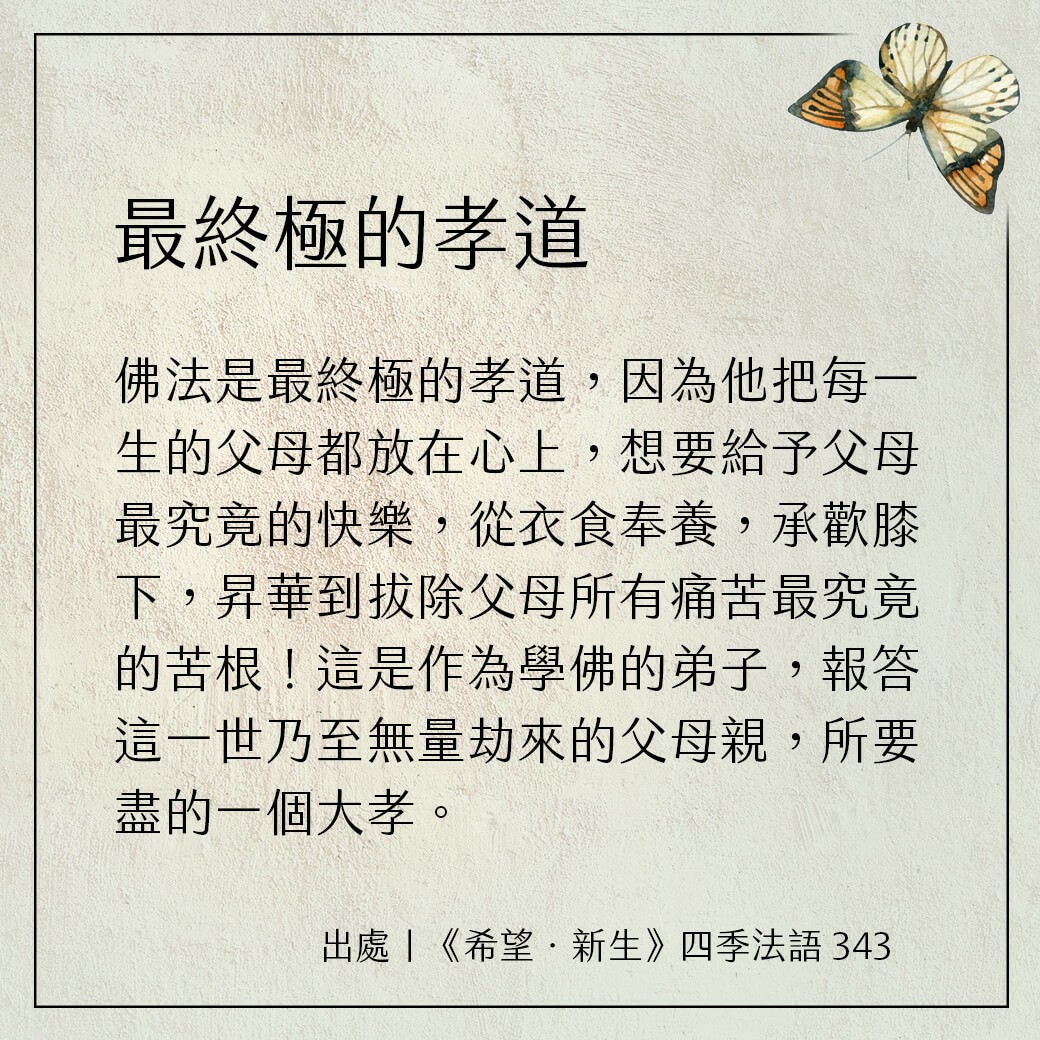 最終極的孝道
佛法是最終極的孝道，因為他把每一
生的父母都放在心上，想要給予父母
最究竟的快樂，從衣食奉養，承歡膝
下，昇華到拔除父母所有痛苦最究竟
的苦根！這是作為學佛的弟子，報答
這一世乃至無量劫來的父母親，所要
盡的一個大孝。
出處｜《希望．新生》四季法語 343